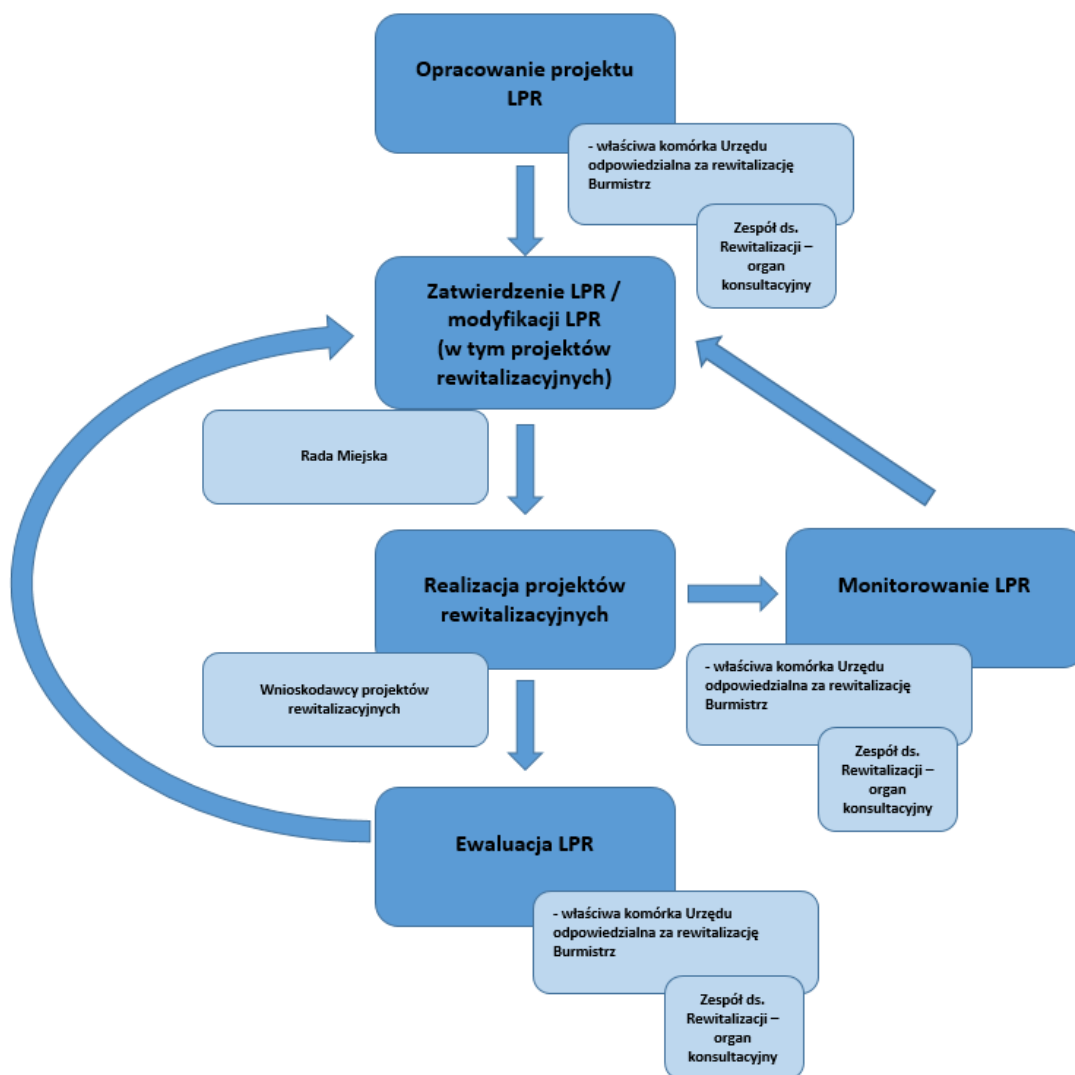 Opracowanie projektu
LPR
- właściwa komórka Urzędu
odpowiedzialna za rewitalizację
Burmistrz
Zespół ds.
Rewitalizacji –
organ
konsultacyjny
Zatwierdzenie LPR /
modyfikacji LPR
(w tym projektów
rewitalizacyjnych)
Rada Miejska
Realizacja projektów
rewitalizacyjnych
Monitorowanie LPR
Wnioskodawcy projektów
rewitalizacyjnych
- właściwa komórka Urzędu
odpowiedzialna za rewitalizację
Burmistrz
Zespół ds.
Rewitalizacji –
organ
konsultacyjny
Ewaluacja LPR
- właściwa komórka Urzędu
odpowiedzialna za rewitalizację
Burmistrz
Zespół ds.
Rewitalizacji –
organ
konsultacyjny